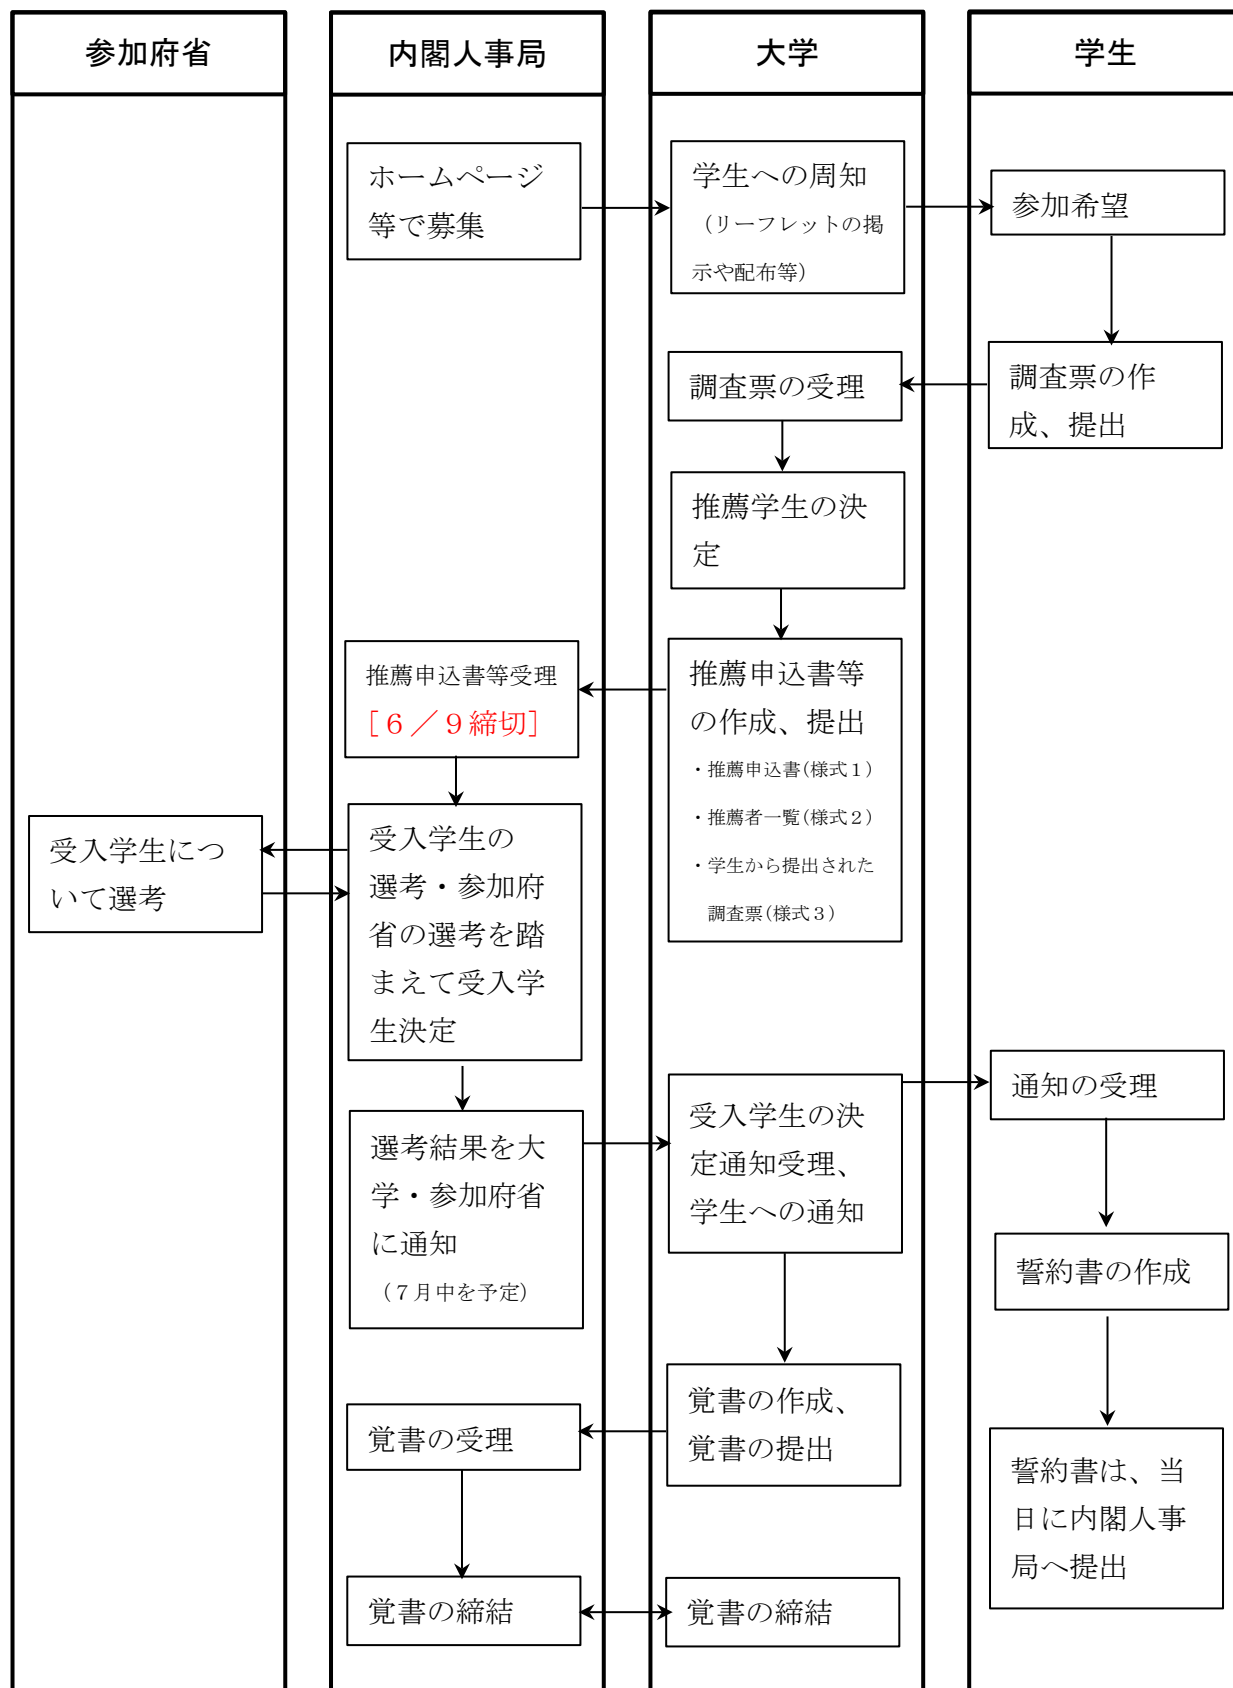 参加府省
内閣人事局
大学
学生
ホームページ
等で募集
学生への周知
（リーフレットの掲
示や配布等）
参加希望
調査票の作
成、提出
調査票の受理
推薦学生の決
定
推薦申込書等
の作成、提出
・推薦申込書(様式１)
・推薦者一覧(様式２)
・学生から提出された
調査票(様式３)
推薦申込書等受理
［６／９締切］
受入学生の
選考・参加府
省の選考を踏
まえて受入学
生決定
受入学生につ
いて選考
選考結果を大
学・参加府省
に通知
（７月中を予定）
受入学生の決
定通知受理、
学生への通知
通知の受理
誓約書の作成
誓約書は、当
日に内閣人事
局へ提出
覚書の作成、
覚書の提出
覚書の受理
覚書の締結
覚書の締結